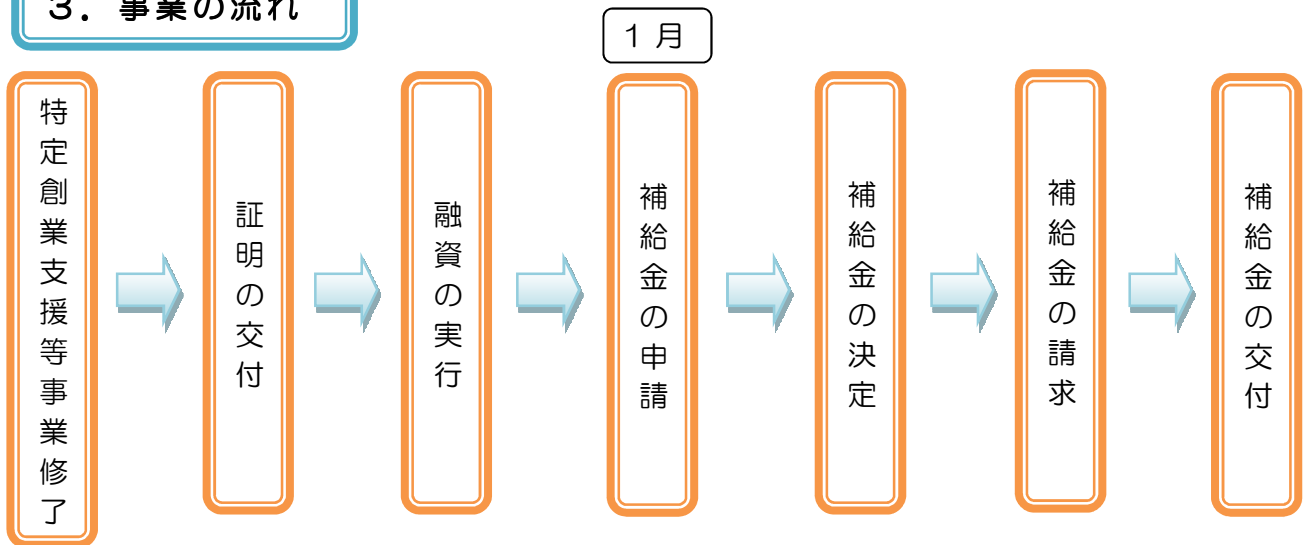 ３．事業の流れ
１月
特定創業支援等事業修了
証明の交付
融資の実行
補給金の申請
補給金の決定
補給金の請求
補給金の交付